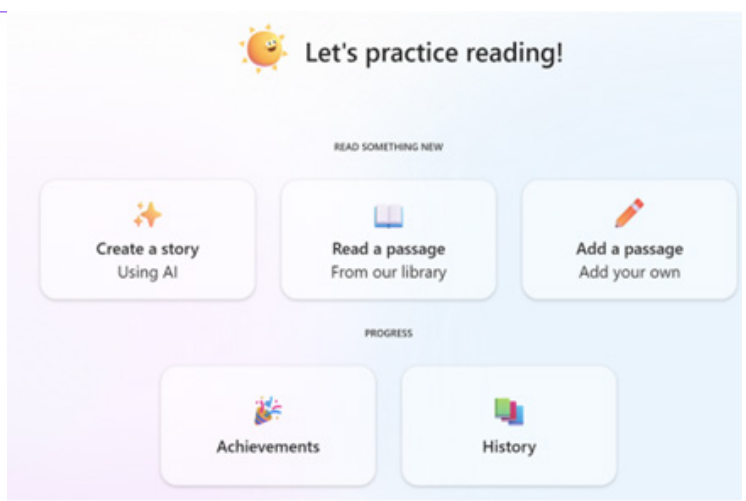 Let's practice reading!
READ SOMETHING NEW
Create a story
Using AI
Read a passage
From our library
Add a passage
Add your own
PROGRESS
Achievements
History